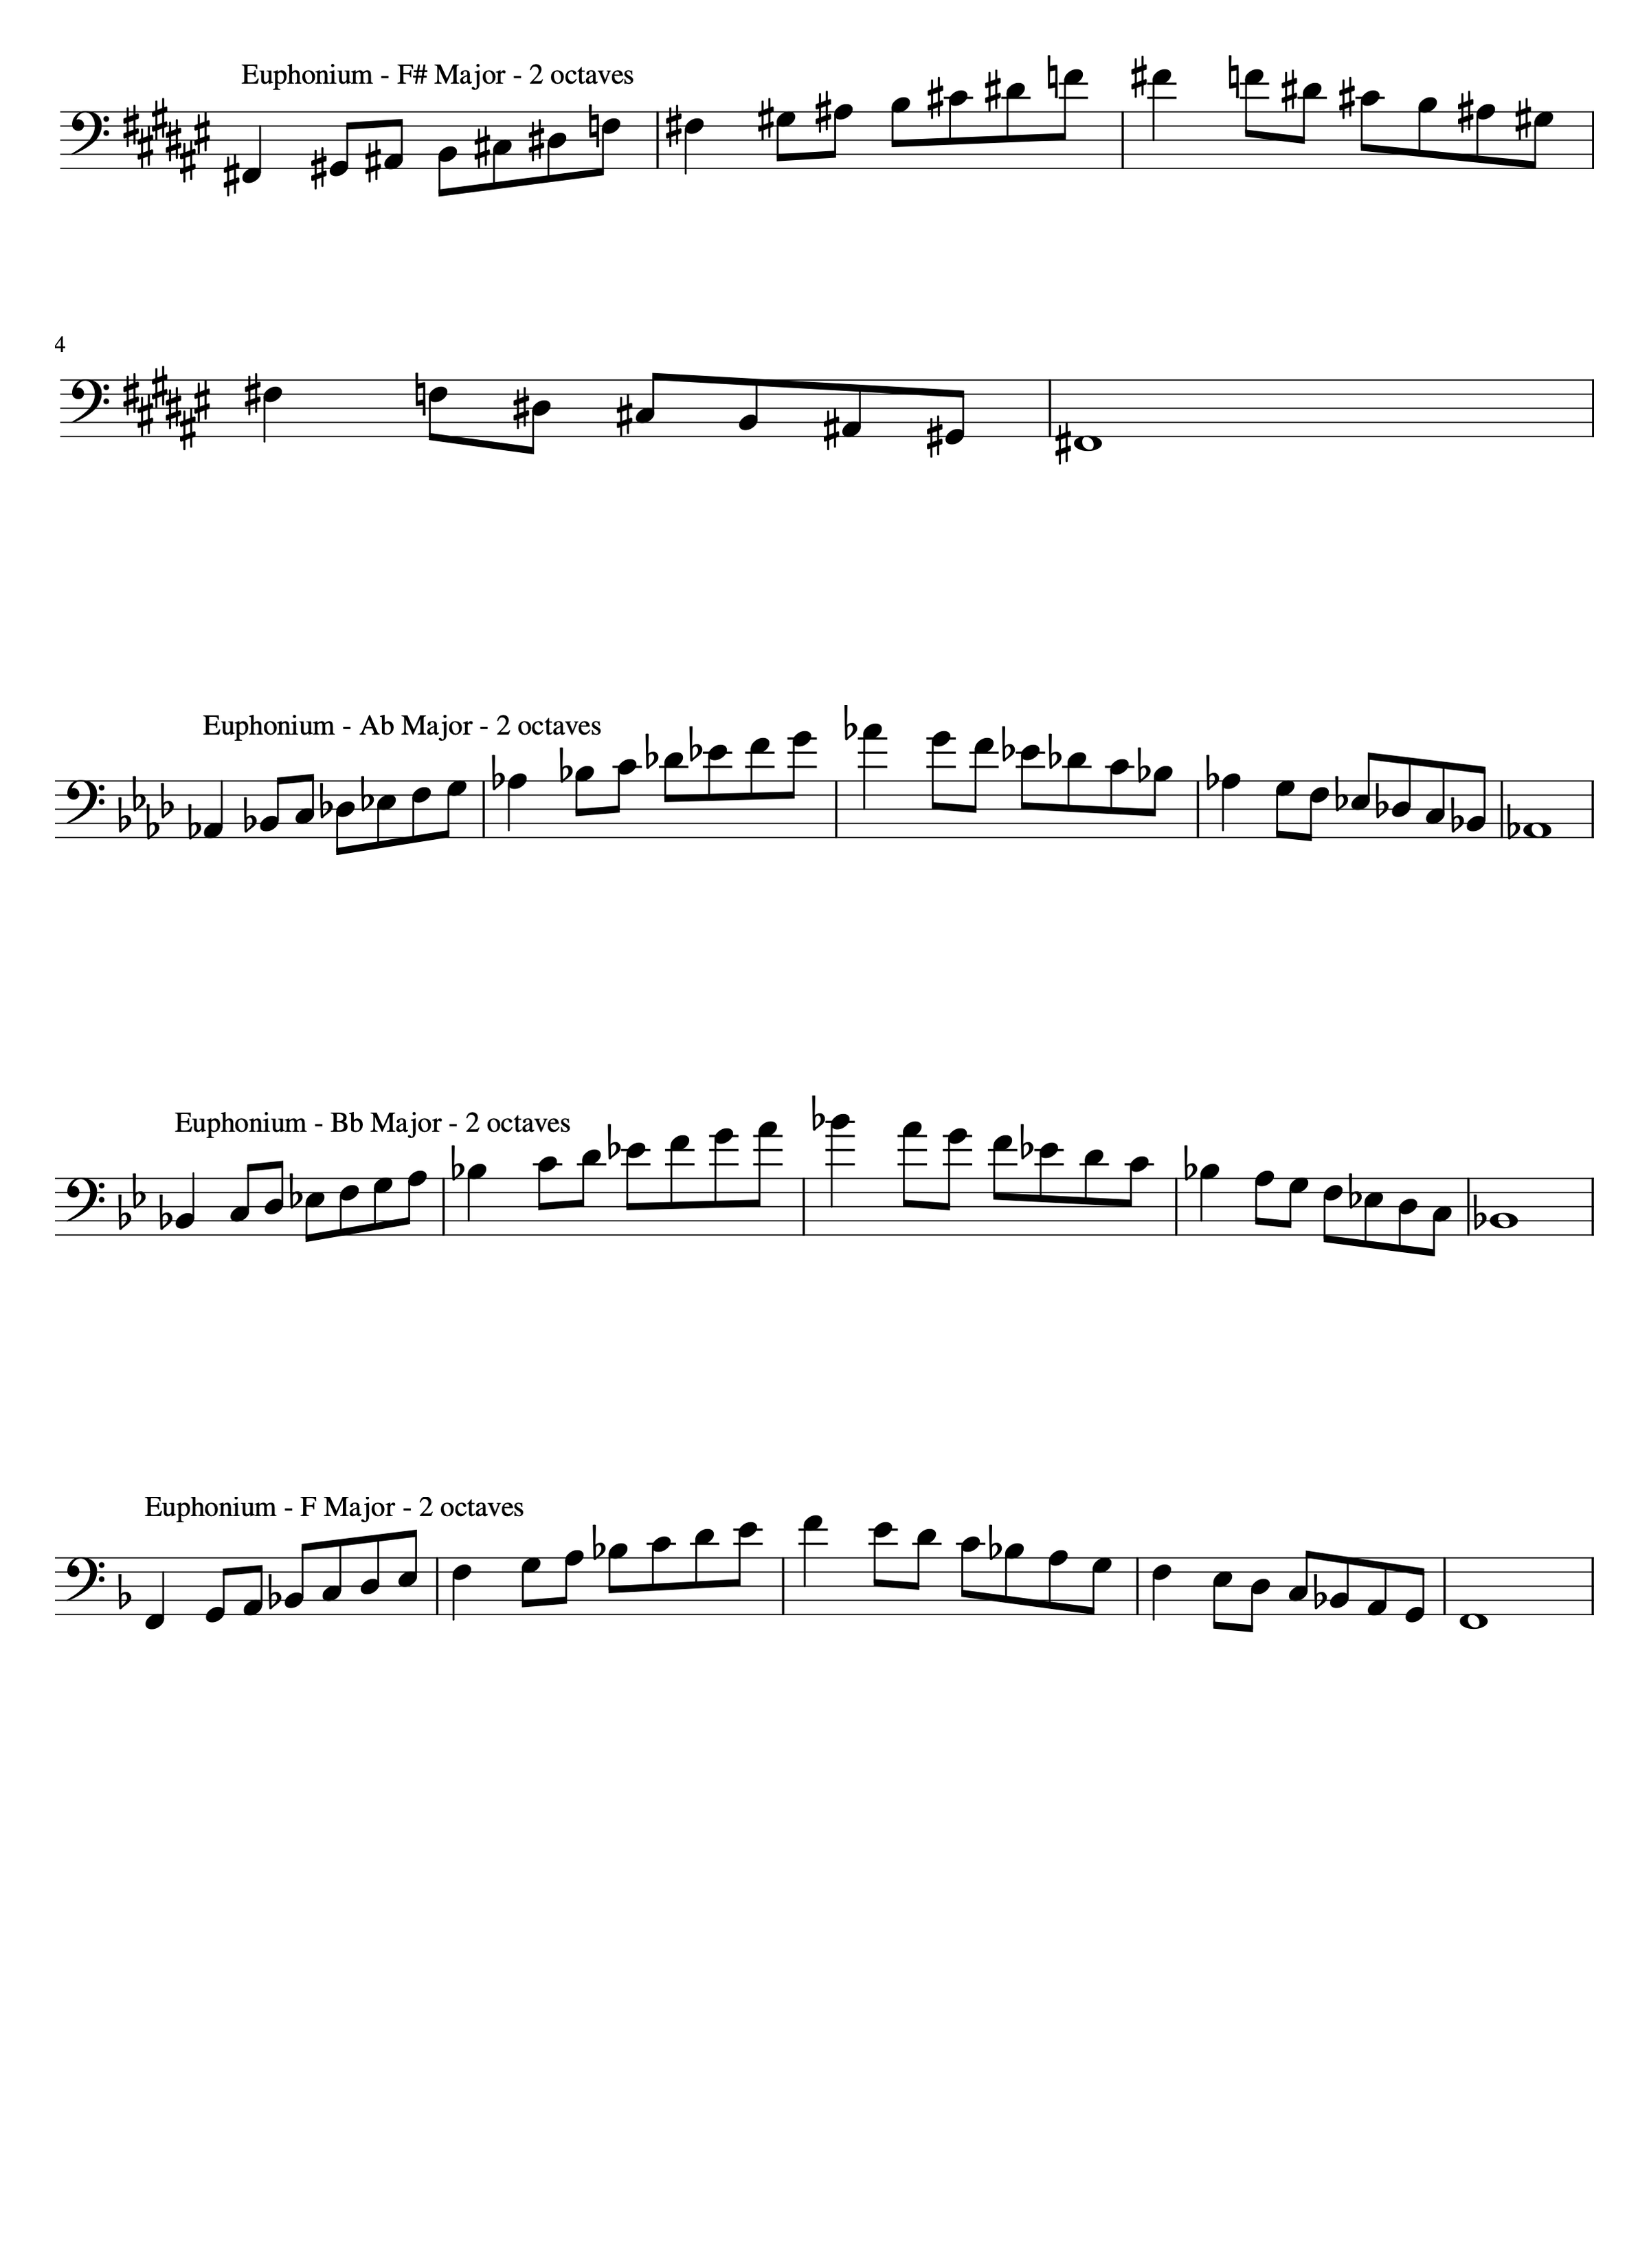 Euphonium - F# Major - 2 octaves
4
Euphonium - Ab Major - 2 octaves
Euphonium - Bb Major - 2 octaves
Euphonium - F Major - 2 octaves